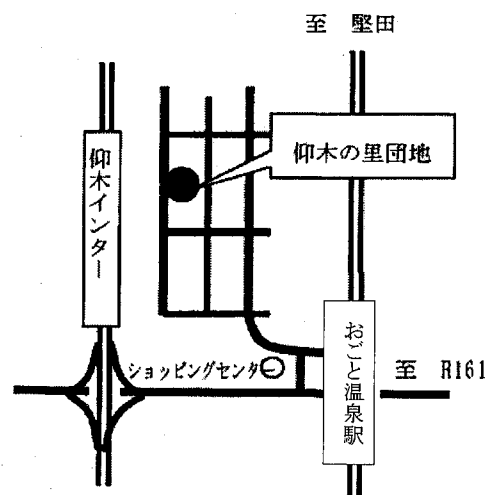 至 堅田
仰木の里団地
仰木インター
おごと温泉駅
ショッピングセンター
至 R161